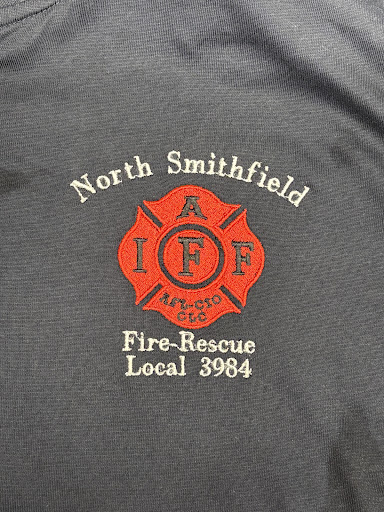 North Smithfield
A
I F F
AFL-CIO
CLC
Fire-Rescue
Local 3984